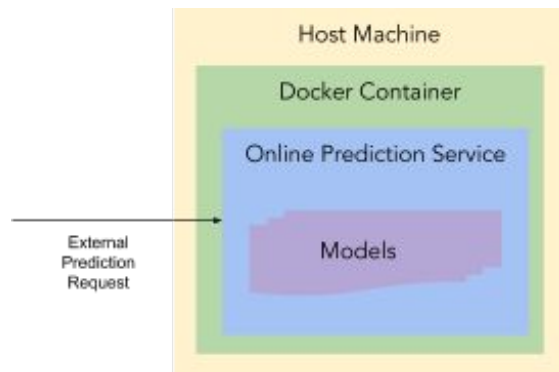 Host Machine
Docker Container
Online Prediction Service
Models
External
Prediction
Request